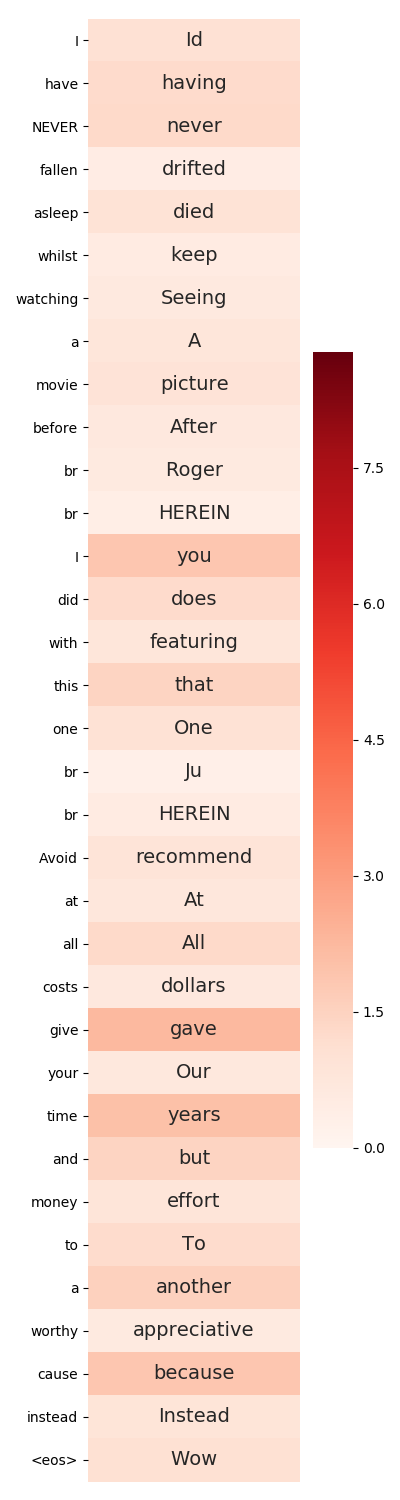 I Id
have having
NEVER never
fallen drifted
asleep died
whilst keep
watching Seeing
a A
movie picture
before After
br Roger
br HEREIN
I you
did does
with featuring
this that
one One
br Ju
br HEREIN
Avoid recommend
at At
all All
costs dollars
give gave
your Our
time years
and but
money effort
to To
a another
worthy appreciative
cause because
instead Instead
<eos> Wow
7.5
6.0
4.5
3.0
1.5
0.0